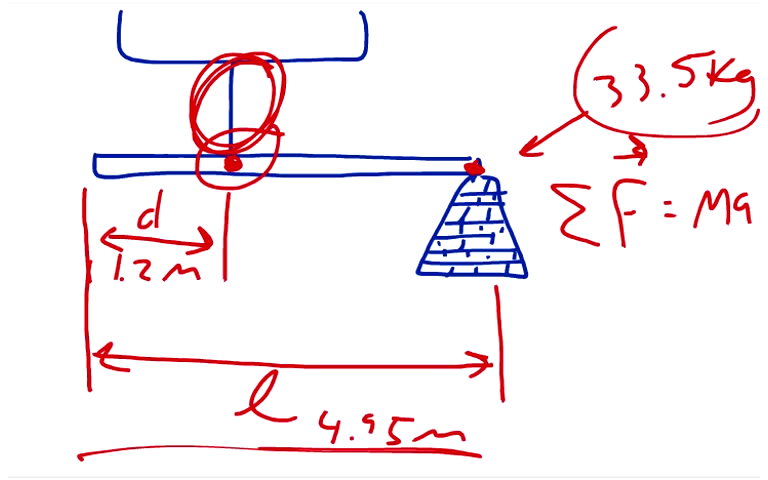 33.5kg
ΣF = Ma
d
1.2m
l
4.95m